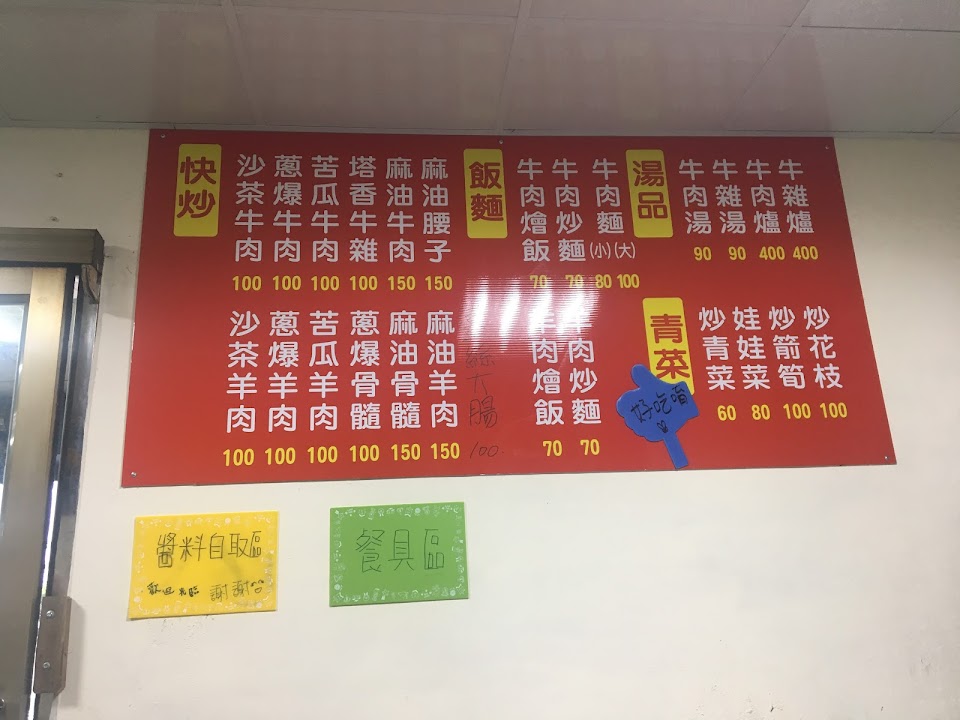 快炒
沙茶牛肉 100
蔥爆牛肉 100
苦瓜牛肉 100
塔香牛雜 100
麻油牛肉 150
麻油腰子 150
沙茶羊肉 100
蔥爆羊肉 100
苦瓜羊肉 100
蔥爆骨髓 100
麻油骨髓 150
麻油羊肉 150
大腸 100
飯麵
牛肉燴飯 70
牛肉炒麵 70
牛肉麵 (小)(大) 80 100
羊肉燴飯 70
羊肉炒麵 70
湯品
牛肉湯 90
牛雜湯 90
牛肉爐 400
牛雜爐 400
青菜
炒青菜 60
娃娃菜 80
炒箭筍 100
炒花枝 100
好吃唷
醬料自取區
歡迎光臨 謝謝
餐具區